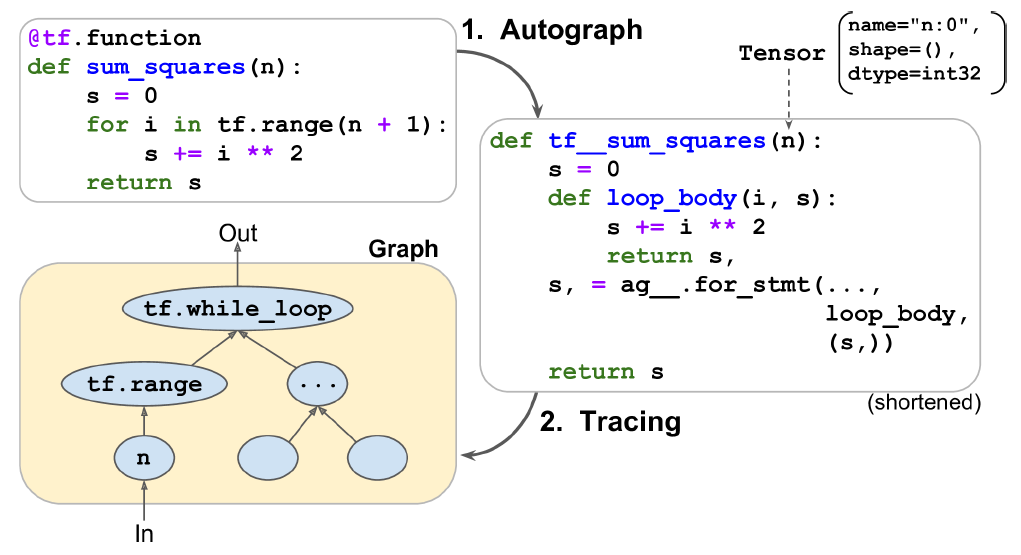 @tf.function
def sum_squares(n):
    s = 0
    for i in tf.range(n + 1):
        s += i ** 2
    return s
1. Autograph
Tensor
name="n:0",
shape=(),
dtype=int32
def tf__sum_squares(n):
    s = 0
    def loop_body(i, s):
        s += i ** 2
        return s,
    s, = ag__.for_stmt(...,
                       loop_body,
                       (s,))
    return s
(shortened)
2. Tracing
Graph
Out
tf.while_loop
tf.range
...
n
In